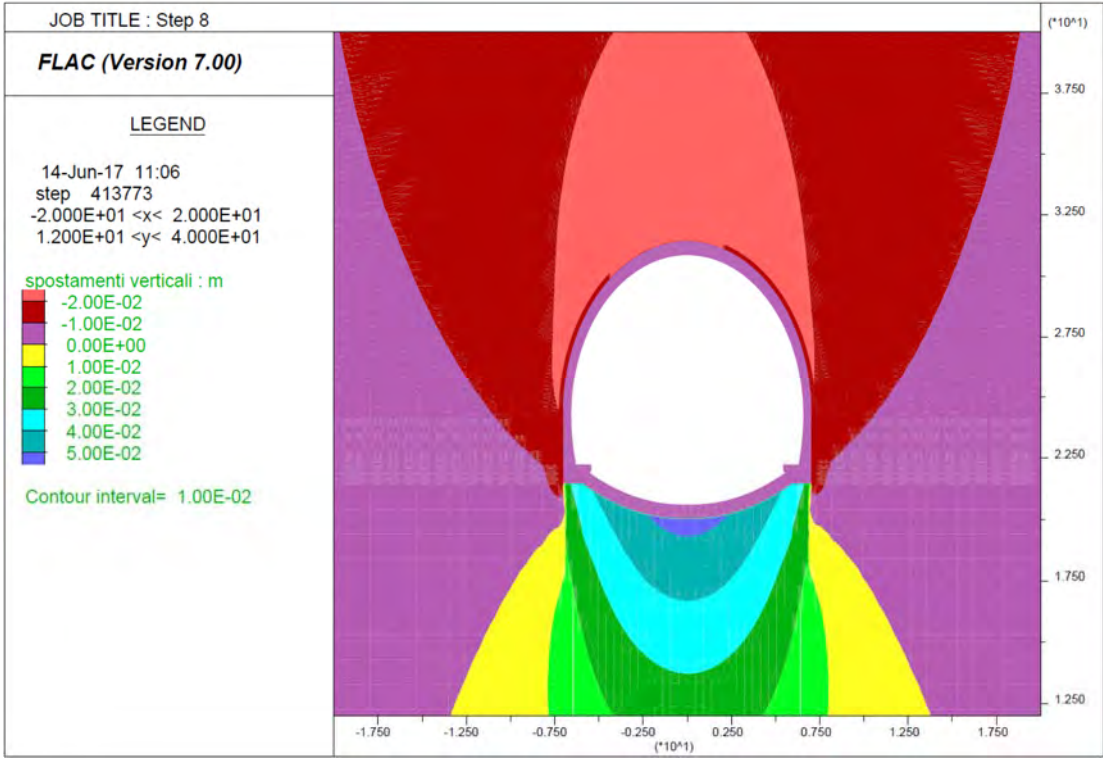 JOB TITLE : Step 8
FLAC (Version 7.00)
LEGEND
14-Jun-17 11:06
step 413773
-2.000E+01 <x< 2.000E+01
1.200E+01 <y< 4.000E+01
spostamenti verticali : m
-2.00E-02
-1.00E-02
0.00E+00
1.00E-02
2.00E-02
3.00E-02
4.00E-02
5.00E-02
Contour interval= 1.00E-02
(*10^1)
3.750
3.250
2.750
2.250
1.750
1.250
-1.750 -1.250 -0.750 -0.250 0.250 0.750 1.250 1.750
(*10^1)